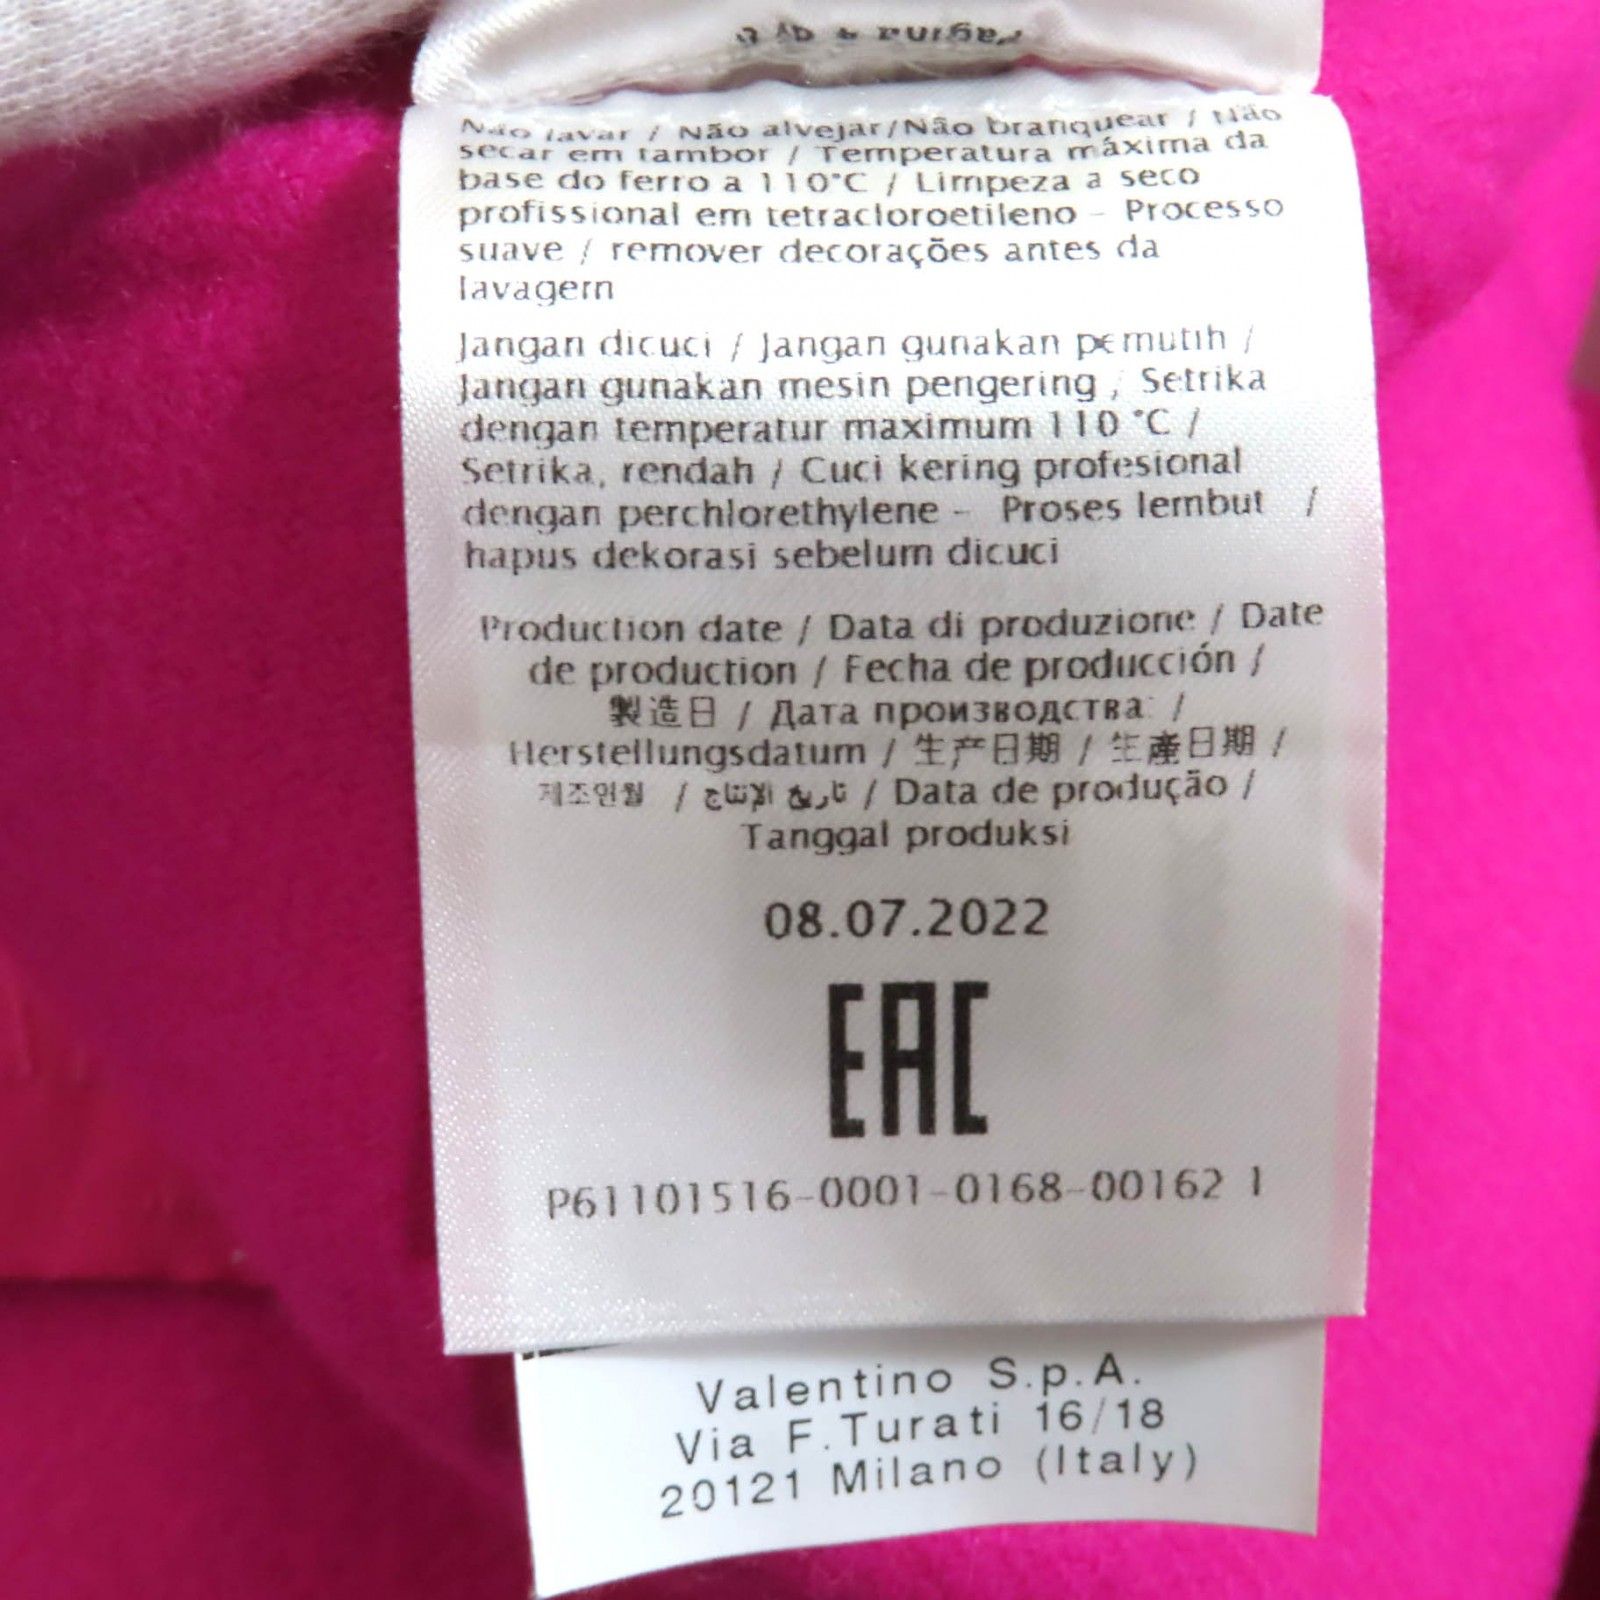 Pagina
Não lavar / Não alvejar/Não branquear / Não
secar em tambor / Temperatura máxima da
base do ferro a 110°C / Limpeza a seco
profissional em tetracloroetileno - Processo
suave / remover decorações antes da
lavagem
Jangan dicuci / Jangan gunakan pemutih /
Jangan gunakan mesin pengering / Setrika
dengan temperatur maximum 110 °C /
Setrika, rendah / Cuci kering profesional
dengan perchlorethylene - Proses lembut /
hapus dekorasi sebelum dicuci
Production date / Data di produzione / Date
de production / Fecha de producción /
製造日 / Дата производства: /
Herstellungsdatum / 生产日期 / 生產日期 /
제조연월 / تاريخ الإنتاج / Data de produção /
Tanggal produksi
08.07.2022
EAC
P61101516-0001-0168-00162 1
Valentino S.p.A.
Via F.Turati 16/18
20121 Milano (Italy)